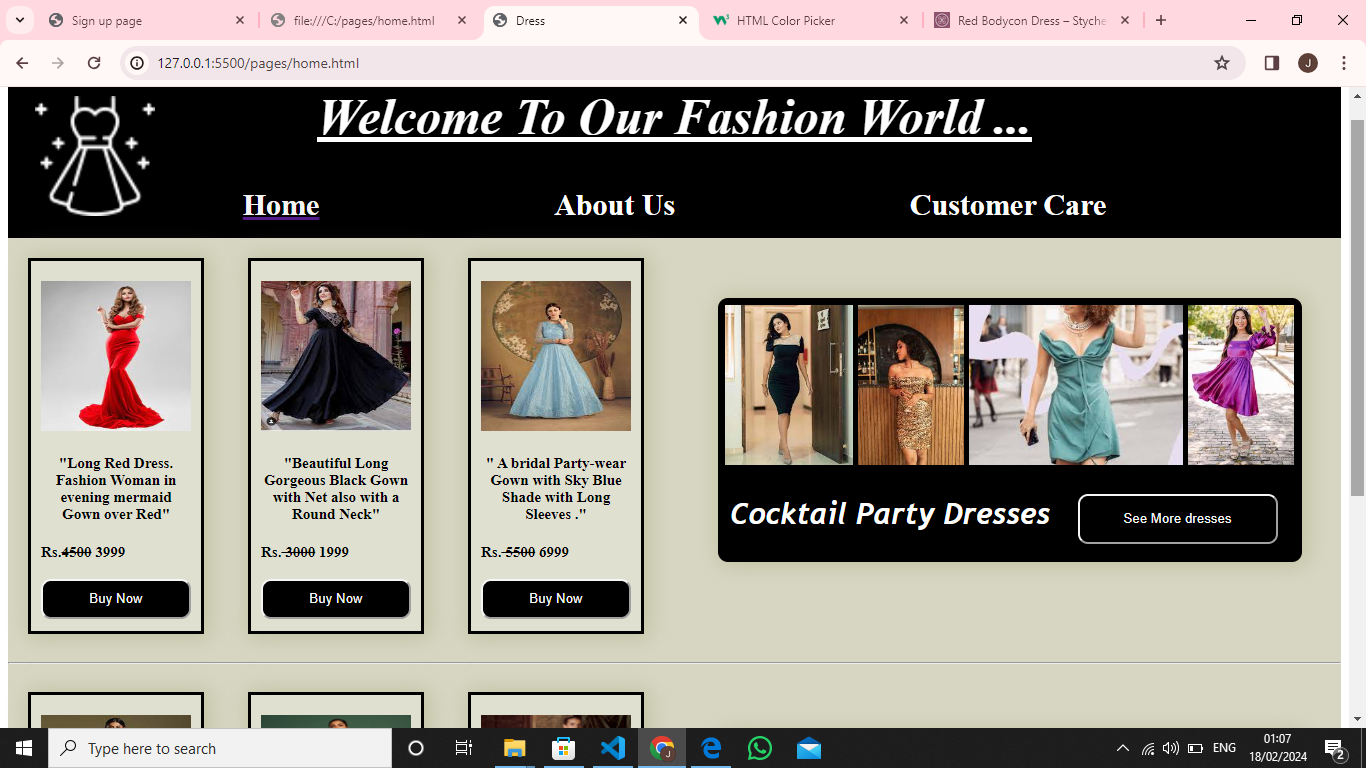 Sign up page
file:///C:/pages/home.html
Dress
HTML Color Picker
Red Bodycon Dress – Styche
127.0.0.1:5500/pages/home.html
J
Welcome To Our Fashion World ...
Home
About Us
Customer Care
"Long Red Dress.
Fashion Woman in
evening mermaid
Gown over Red"
Rs.4500 3999
Buy Now
"Beautiful Long
Gorgeous Black Gown
with Net also with a
Round Neck"
Rs. 3000 1999
Buy Now
" A bridal Party-wear
Gown with Sky Blue
Shade with Long
Sleeves ."
Rs. 5500 6999
Buy Now
Cocktail Party Dresses
See More dresses
Type here to search
J
ENG
01:07
18/02/2024
2